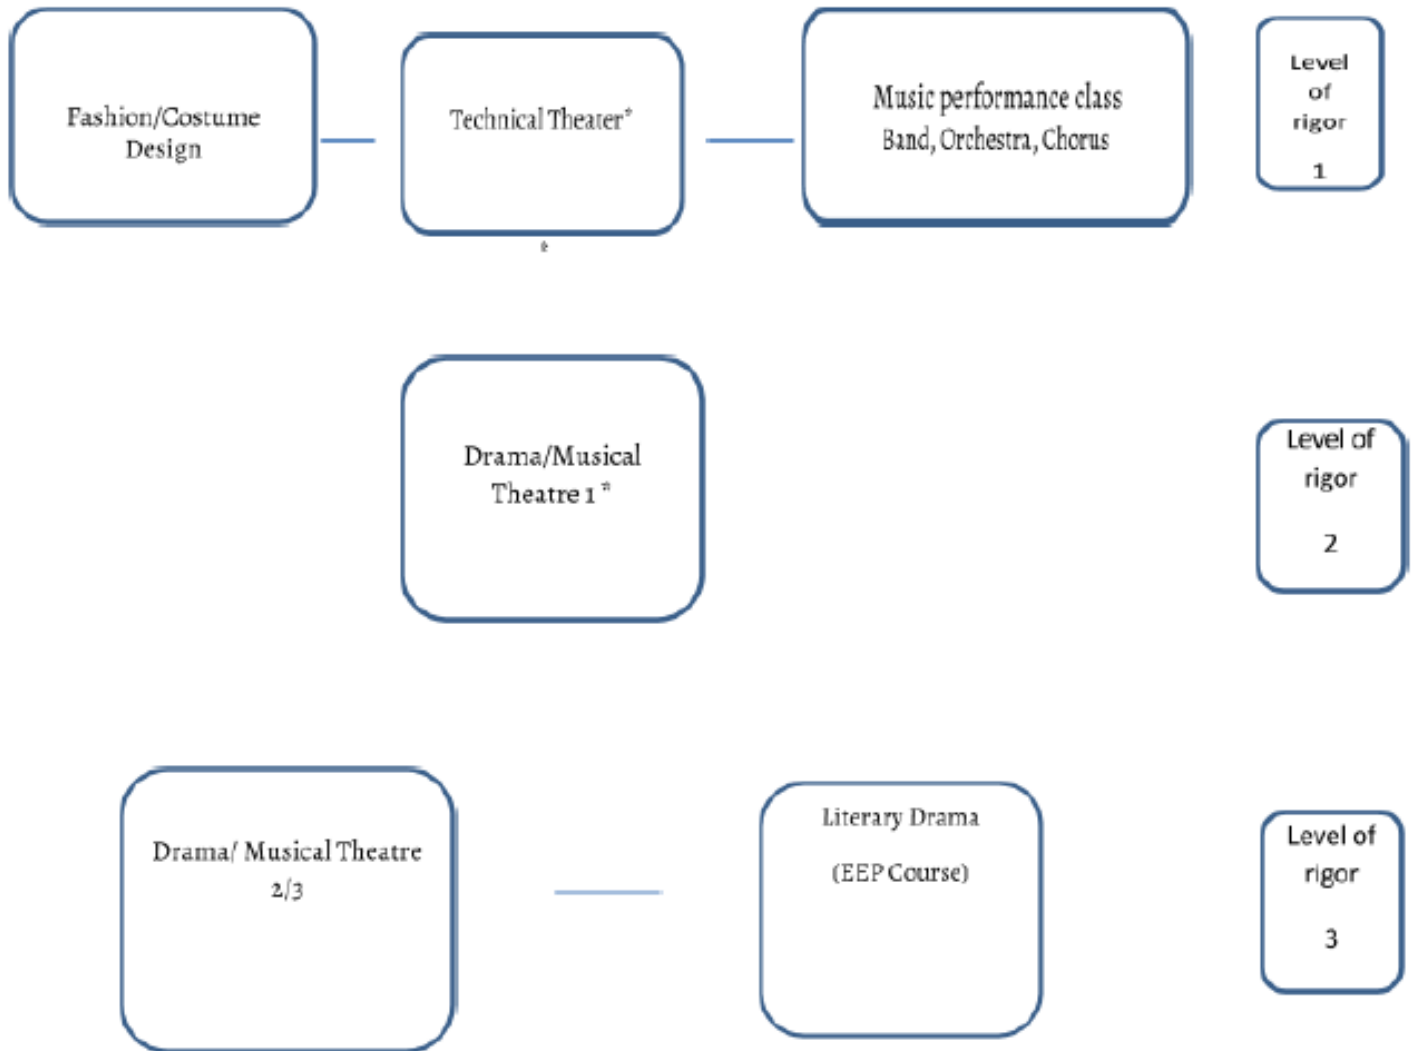 Fashion/Costume
Design
Technical Theater*
*
Music performance class
Band, Orchestra, Chorus
Level
of
rigor
1
Drama/Musical
Theatre 1 *
Level of
rigor
2
Drama/ Musical Theatre
2/3
Literary Drama
(EEP Course)
Level of
rigor
3